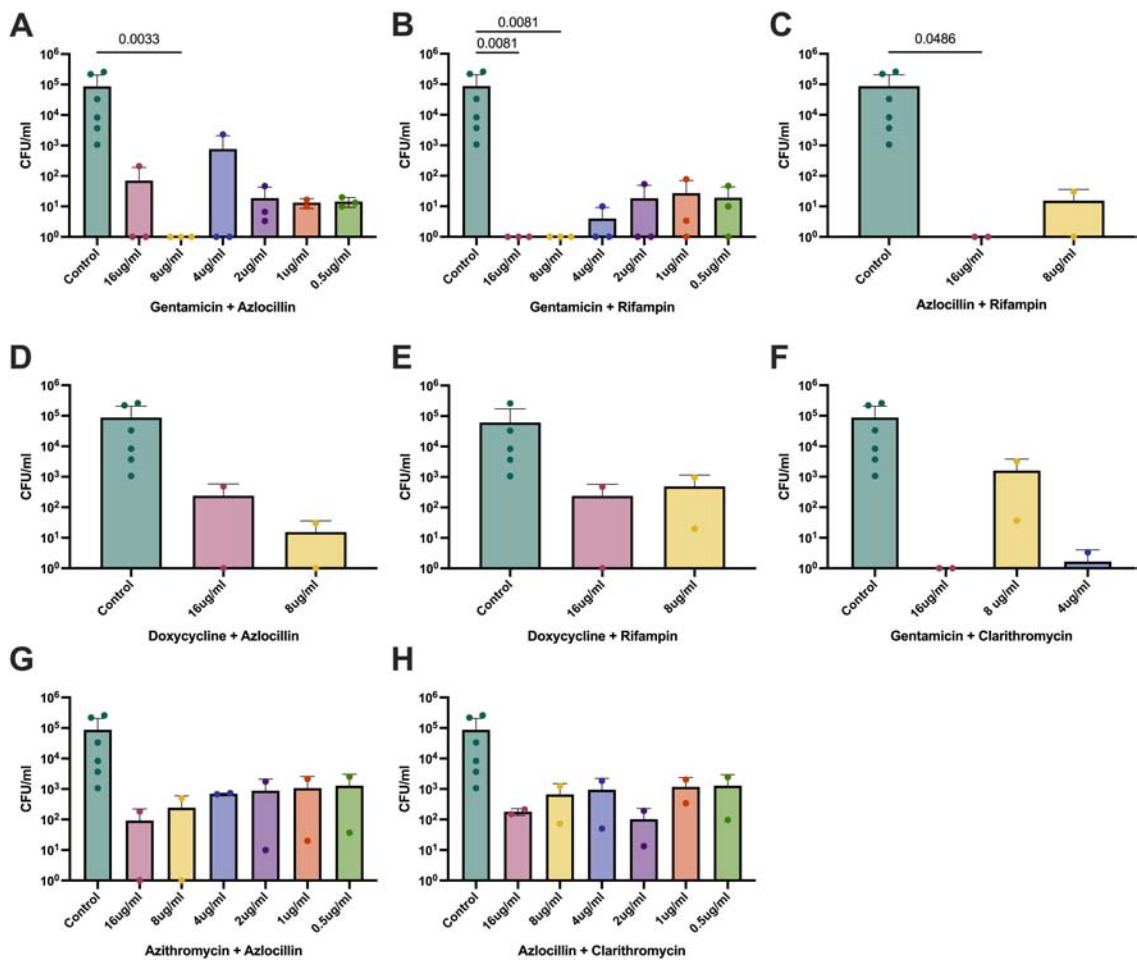 A
0.0033
10⁶
10⁵
10⁴
10³
10²
10¹
10⁰
CFU/ml
Control
16ug/ml
8ug/ml
4ug/ml
2ug/ml
1ug/ml
0.5ug/ml
Gentamicin + Azlocillin
B
0.0081
0.0081
10⁶
10⁵
10⁴
10³
10²
10¹
10⁰
CFU/ml
Control
16ug/ml
8ug/ml
4ug/ml
2ug/ml
1ug/ml
0.5ug/ml
Gentamicin + Rifampin
C
0.0486
10⁶
10⁵
10⁴
10³
10²
10¹
10⁰
CFU/ml
Control
16ug/ml
8ug/ml
Azlocillin + Rifampin
D
10⁶
10⁵
10⁴
10³
10²
10¹
10⁰
CFU/ml
Control
16ug/ml
8ug/ml
Doxycycline + Azlocillin
E
10⁶
10⁵
10⁴
10³
10²
10¹
10⁰
CFU/ml
Control
16ug/ml
8ug/ml
Doxycycline + Rifampin
F
10⁶
10⁵
10⁴
10³
10²
10¹
10⁰
CFU/ml
Control
16ug/ml
8 ug/ml
4ug/ml
Gentamicin + Clarithromycin
G
10⁶
10⁵
10⁴
10³
10²
10¹
10⁰
CFU/ml
Control
16ug/ml
8ug/ml
4ug/ml
2ug/ml
1ug/ml
0.5ug/ml
Azithromycin + Azlocillin
H
10⁶
10⁵
10⁴
10³
10²
10¹
10⁰
CFU/ml
Control
16ug/ml
8ug/ml
4ug/ml
2ug/ml
1ug/ml
0.5ug/ml
Azlocillin + Clarithromycin